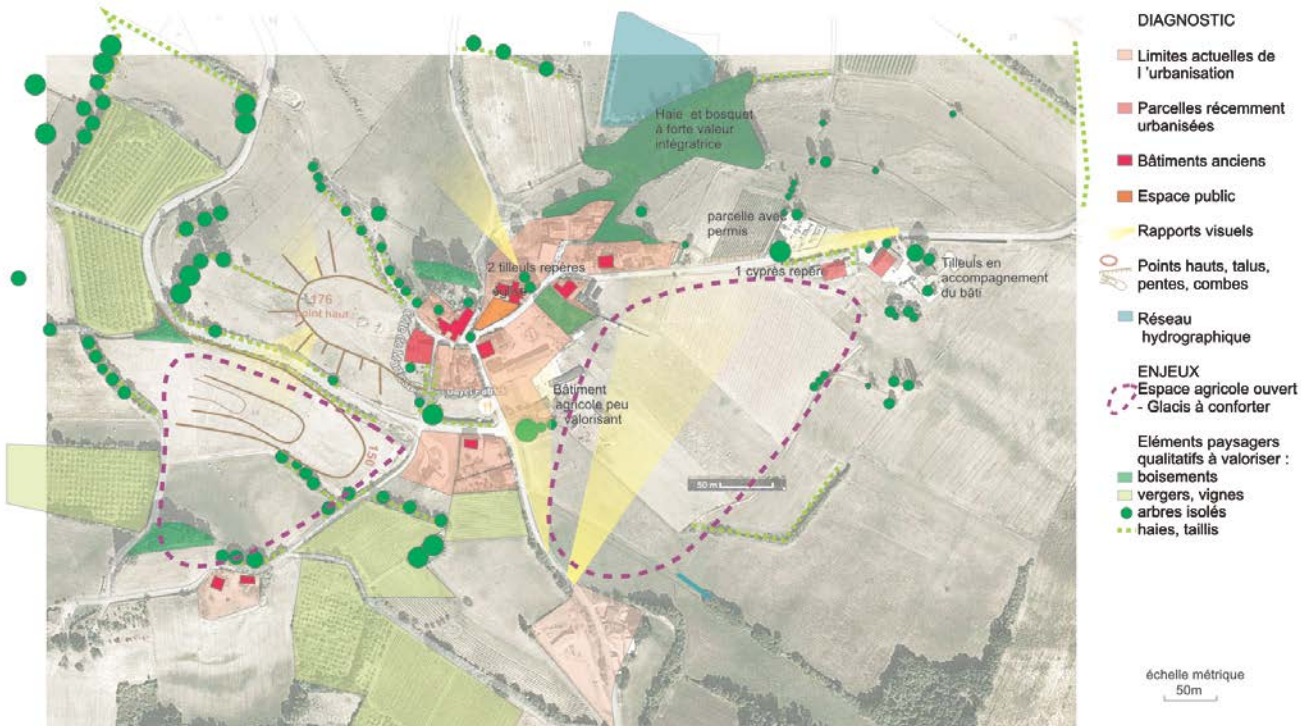 Haie et bosquet
à forte valeur
intégratrice
parcelle avec
permis
2 tilleuls repères
1 cyprès repère
Tilleuls en
accompagnement
du bâti
176
point haut
Bâtiment
agricole peu
valorisant
150
50 m
DIAGNOSTIC
Limites actuelles de
l 'urbanisation
Parcelles récemment
urbanisées
Bâtiments anciens
Espace public
Rapports visuels
Points hauts, talus,
pentes, combes
Réseau
hydrographique
ENJEUX
Espace agricole ouvert
- Glacis à conforter
Eléments paysagers
qualitatifs à valoriser :
boisements
vergers, vignes
arbres isolés
haies, taillis
échelle métrique
50m